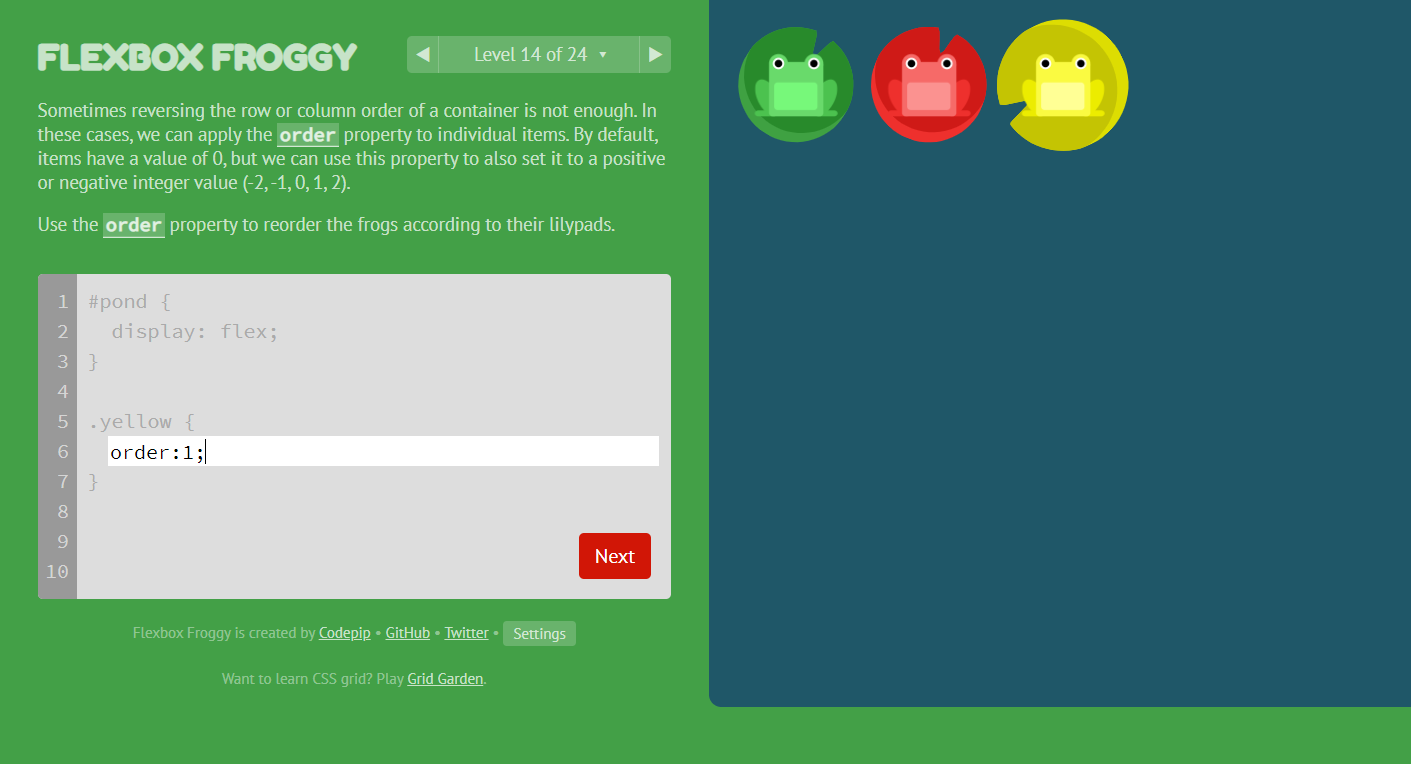 FLEXBOX FROGGY
◀ Level 14 of 24 ▼ ▶
Sometimes reversing the row or column order of a container is not enough. In
these cases, we can apply the order property to individual items. By default,
items have a value of 0, but we can use this property to also set it to a positive
or negative integer value (-2, -1, 0, 1, 2).
Use the order property to reorder the frogs according to their lilypads.
1 #pond {
2   display: flex;
3 }
4
5 .yellow {
6   order:1;
7 }
8
9
10
Next
Flexbox Froggy is created by Codepip • GitHub • Twitter • Settings
Want to learn CSS grid? Play Grid Garden.